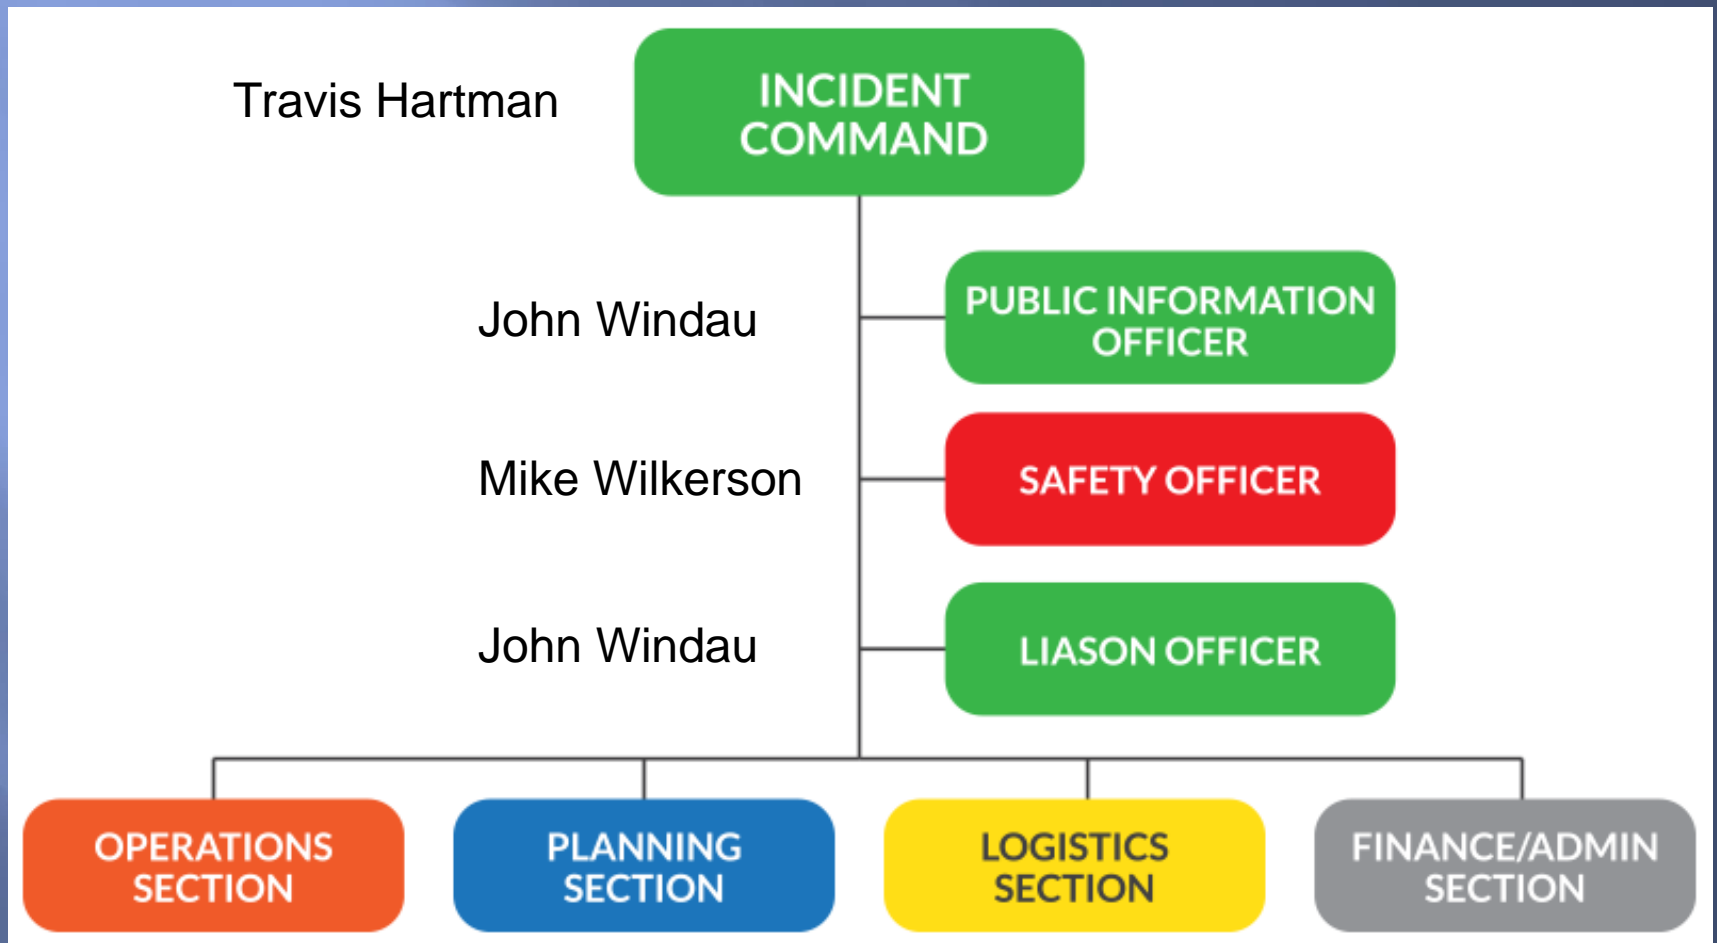 Travis Hartman
INCIDENT
COMMAND
John Windau
PUBLIC INFORMATION
OFFICER
Mike Wilkerson
SAFETY OFFICER
John Windau
LIASON OFFICER
OPERATIONS
SECTION
PLANNING
SECTION
LOGISTICS
SECTION
FINANCE/ADMIN
SECTION